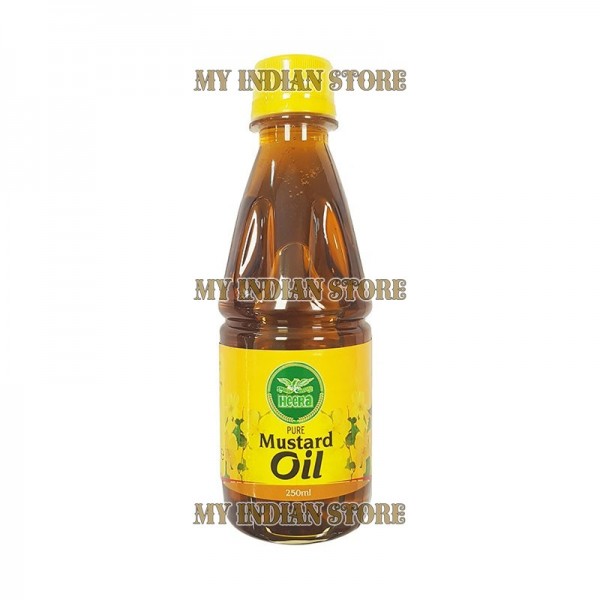 MY INDIAN STORE
MY INDIAN STORE
HEERA
PURE
Mustard
Oil
250ml
MY INDIAN STORE